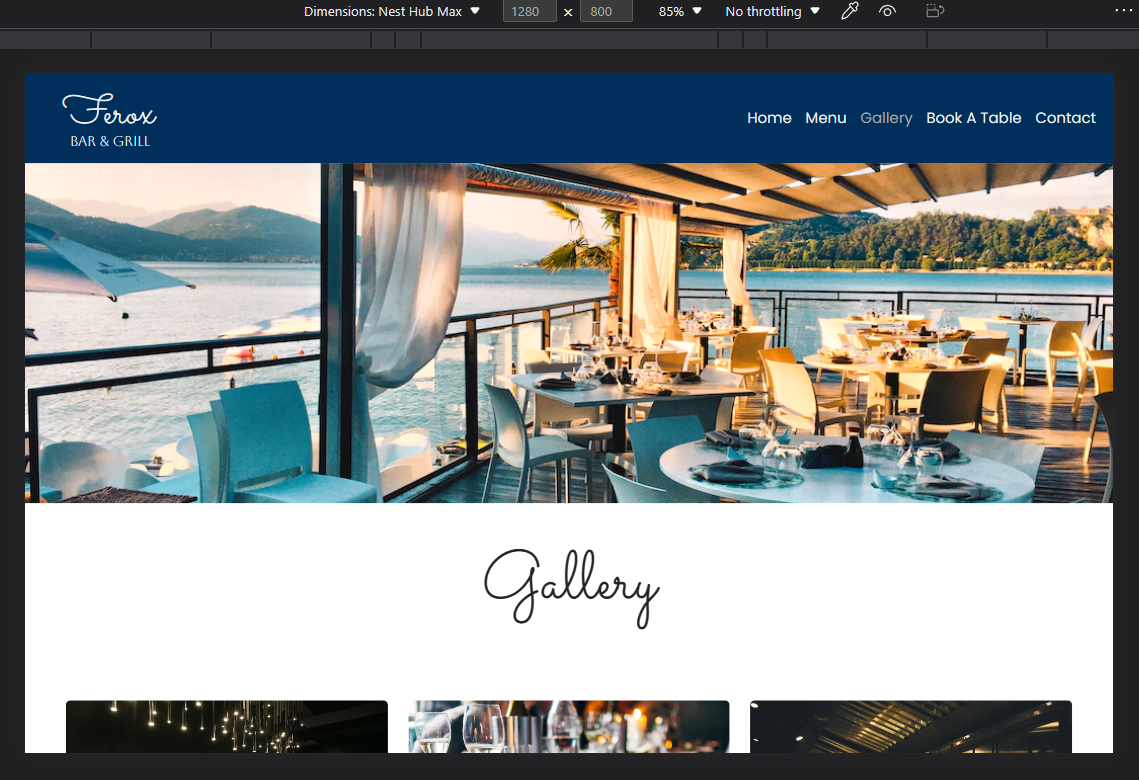 Dimensions: Nest Hub Max 1280 × 800 85% No throttling
Ferox
BAR & GRILL
Home Menu Gallery Book A Table Contact
Gallery